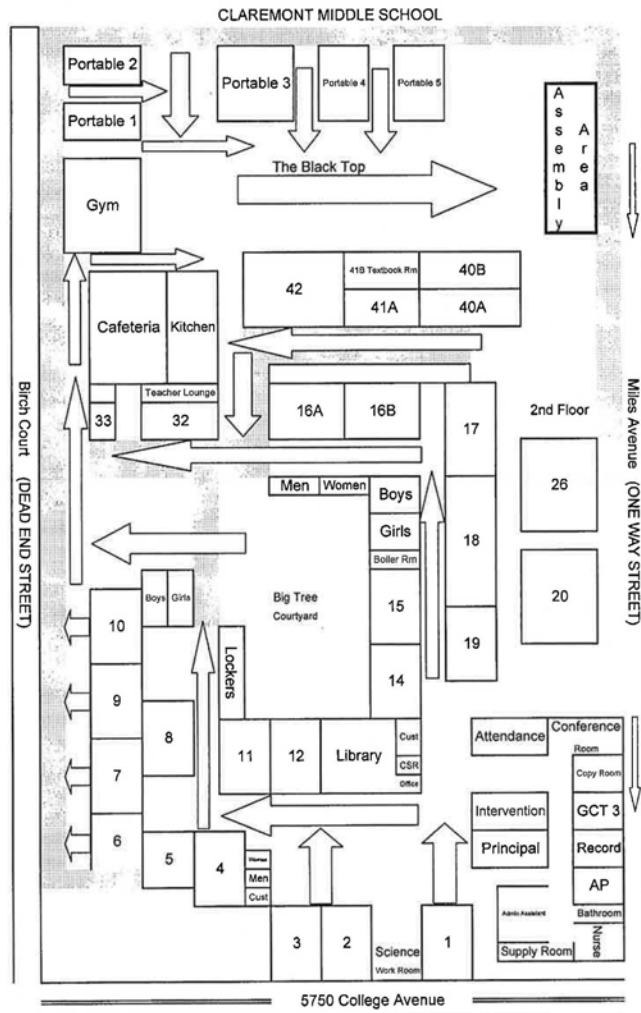 CLAREMONT MIDDLE SCHOOL
Portable 2
Portable 1
Portable 3
Portable 4
Portable 5
Assembly
Area
The Black Top
Gym
42
41B Textbook Rm
40B
41A
40A
Cafeteria
Kitchen
Teacher Lounge
33
32
16A
16B
17
2nd Floor
26
20
Birch Court (DEAD END STREET)
Miles Avenue (ONE WAY STREET)
Men
Women
Boys
Girls
Boiler Rm
18
15
19
14
Big Tree
Courtyard
Boys
Girls
10
9
8
7
6
5
4
Lockers
11
12
Library
Cust
CSR
Office
Attendance
Conference
Room
Copy Room
Intervention
GCT 3
Principal
Record
AP
Admin Assistant
Bathroom
Supply Room
Nurse
Women
Men
Cust
3
2
Science
Work Room
1
5750 College Avenue